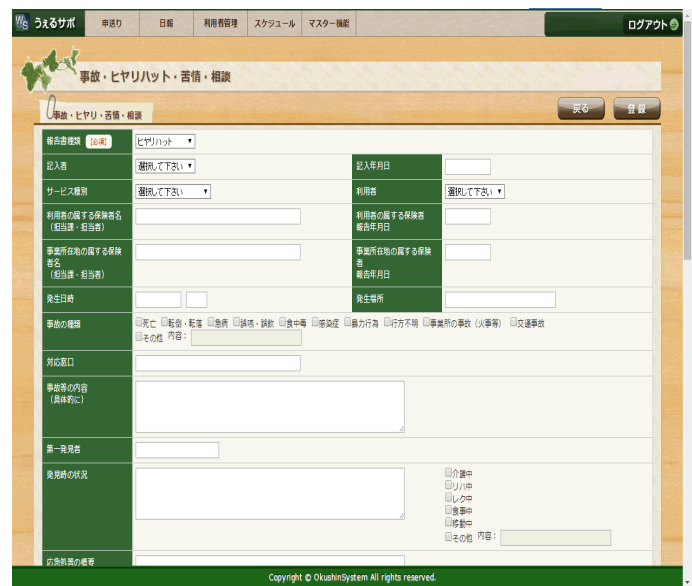 WS うえるサポ 申送り 日報 利用者管理 スケジュール マスター機能 ログアウト
事故・ヒヤリハット・苦情・相談
事故・ヒヤリ・苦情・相談 戻る 登録
報告書種類 [必須] ヒヤリハット
記入者 選択して下さい 記入年月日
サービス種別 選択して下さい 利用者 選択して下さい
利用者の属する保険者名 利用者の属する保険者
(担当課・担当者) 報告年月日
事業所在地の属する保険 事業所在地の属する保険
者名 者
(担当課・担当者) 報告年月日
発生日時 発生場所
事故の種類 死亡 転倒・転落 急病 誤嚥・誤飲 食中毒 感染症 暴力行為 行方不明 事業所の事故（火事等） 交通事故
その他 内容：
対応窓口
事故等の内容
(具体的に)
第一発見者
発見時の状況 介護中
リハ中
レク中
食事中
移動中
その他 内容：
応急処置の概要
Copyright © OkushinSystem All rights reserved.